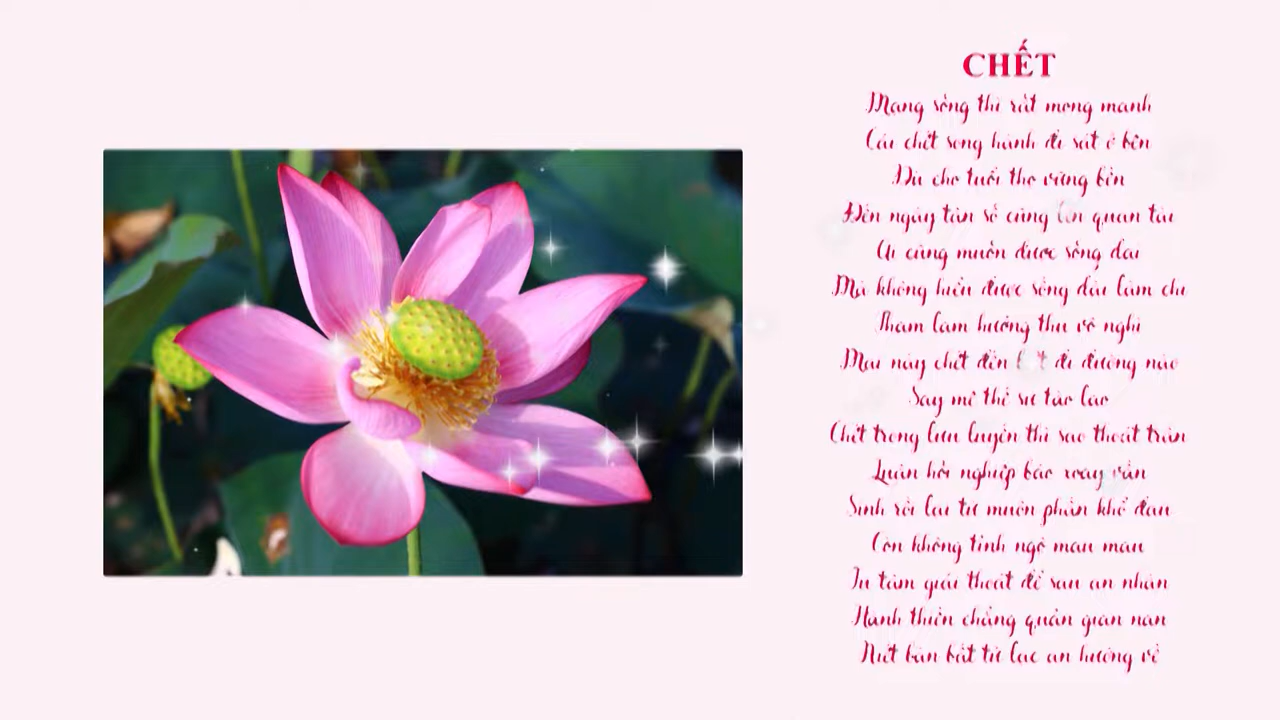 CHẾT
Mạng sống thì rất mong manh
Cái chết song hành đi sát ở bên
Dù cho tuổi thọ vững bền
Đến ngày tận số cũng lên quan tài
Ai cũng muốn được sống dai
Mà không hiểu được sống dài làm chi
Tham lam hưởng thụ vô nghì
Mai này chết đến đi đường nào
Say mê thế sự tào lao
Chết trong lưu luyến thì sao thoát trần
Luân hồi nghiệp báo xoay vần
Sinh rồi lại tử muôn phần khổ đau
Còn không tỉnh ngộ mau mau
Tu tâm giải thoát để sau an nhàn
Hành thiền chẳng quản gian nan
Niết bàn bất tử lạc an hướng về